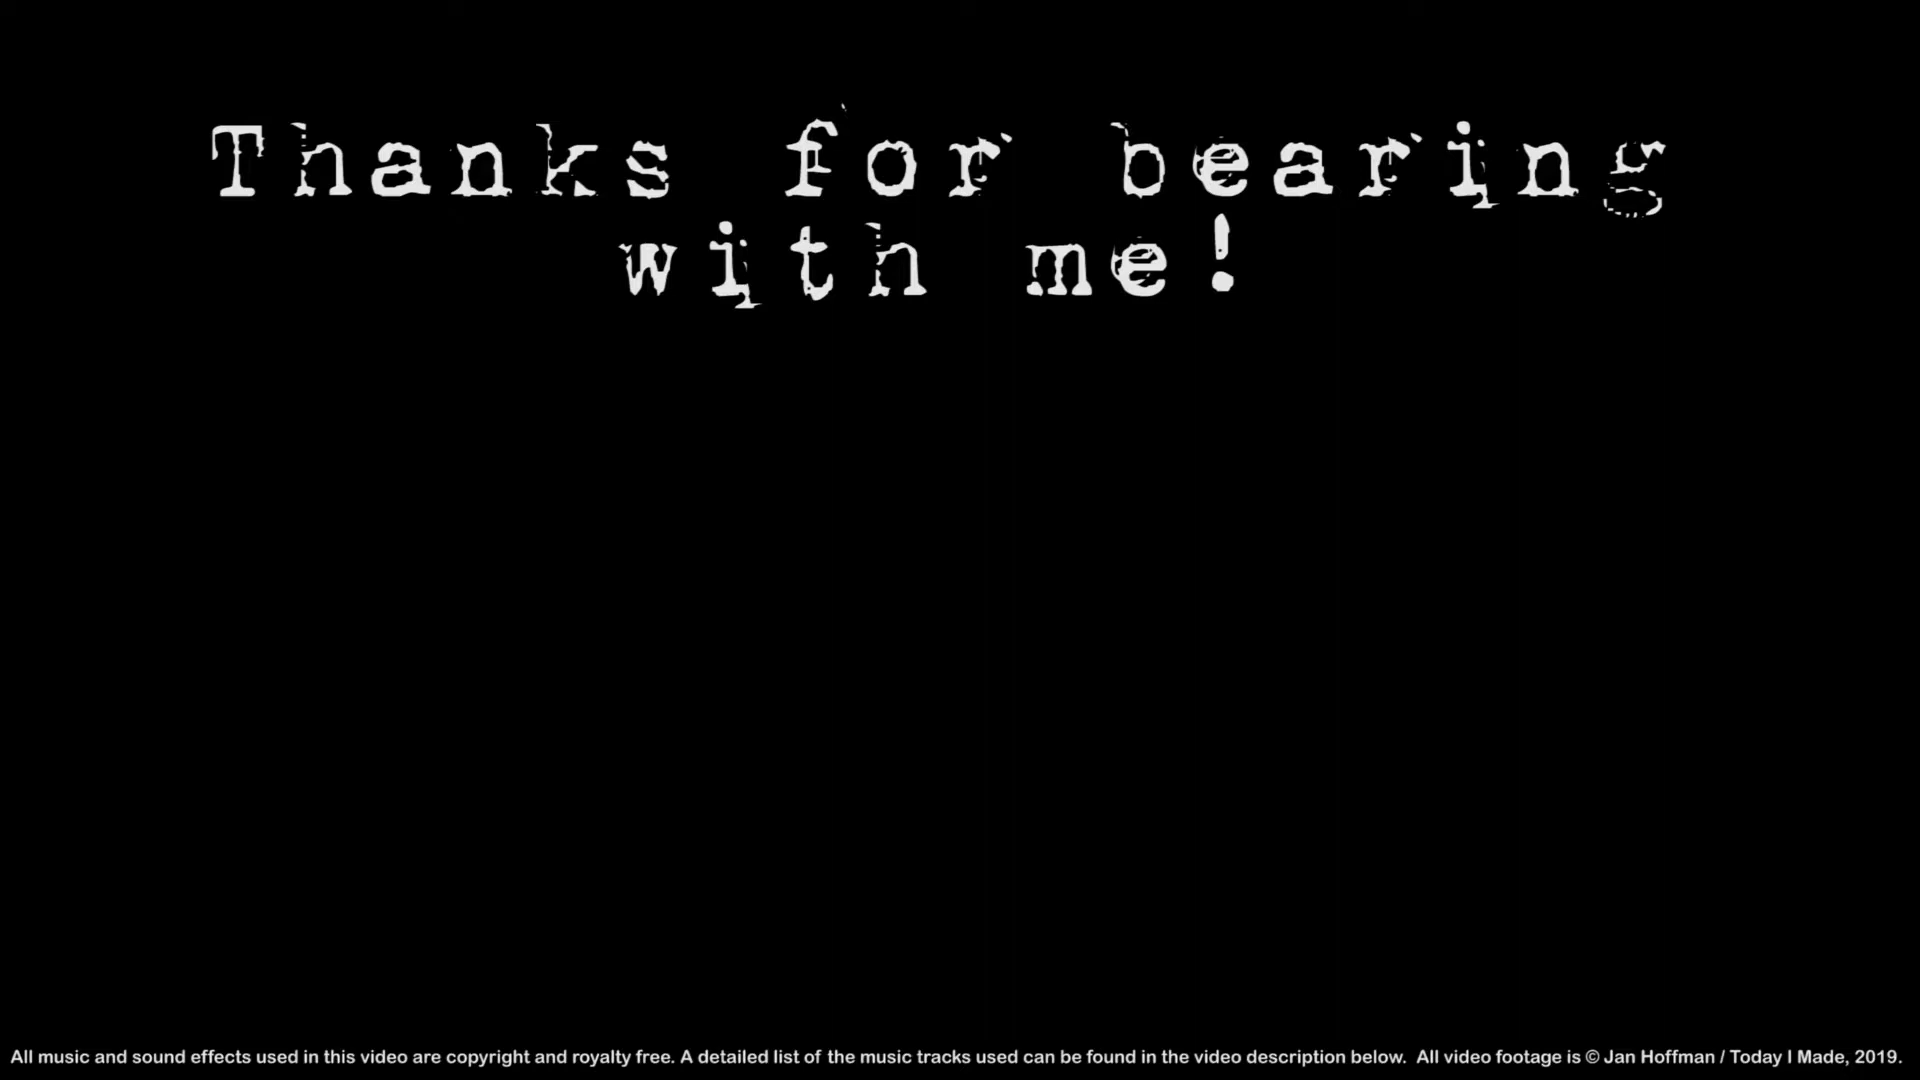 Thanks for bearing
with me!
All music and sound effects used in this video are copyright and royalty free. A detailed list of the music tracks used can be found in the video description below. All video footage is © Jan Hoffman / Today I Made, 2019.